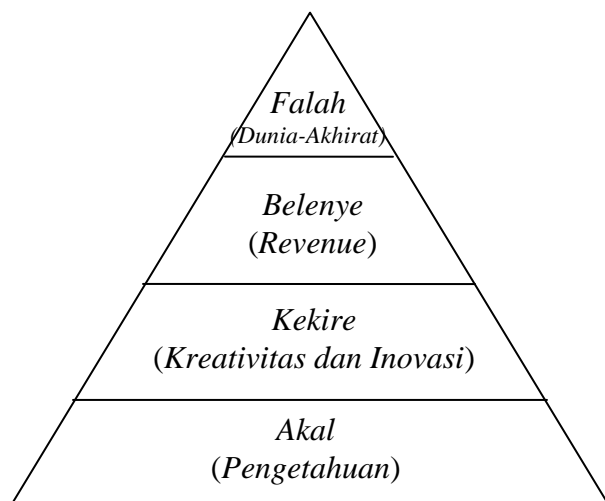 Falah
(Dunia-Akhirat)
Belenye
(Revenue)
Kekire
(Kreativitas dan Inovasi)
Akal
(Pengetahuan)